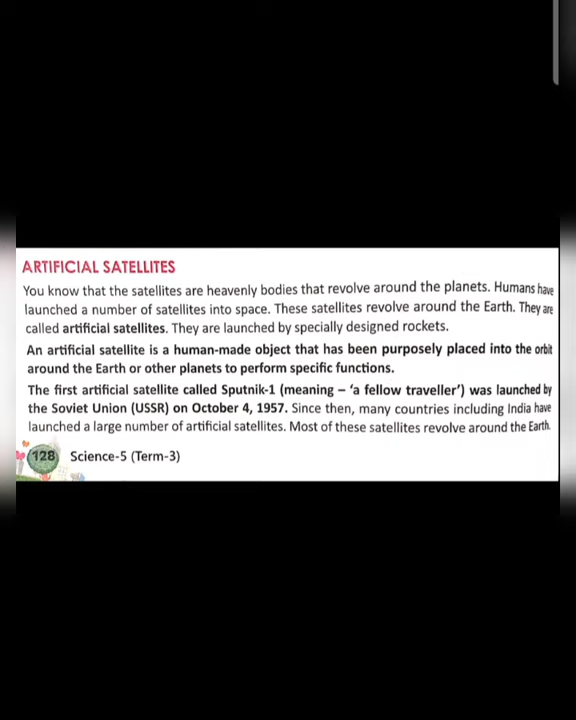 ARTIFICIAL SATELLITES
You know that the satellites are heavenly bodies that revolve around the planets. Humans have
launched a number of satellites into space. These satellites revolve around the Earth. They are
called artificial satellites. They are launched by specially designed rockets.
An artificial satellite is a human-made object that has been purposely placed into the orbit
around the Earth or other planets to perform specific functions.
The first artificial satellite called Sputnik-1 (meaning – ‘a fellow traveller’) was launched by
the Soviet Union (USSR) on October 4, 1957. Since then, many countries including India have
launched a large number of artificial satellites. Most of these satellites revolve around the Earth.
128 Science-5 (Term-3)